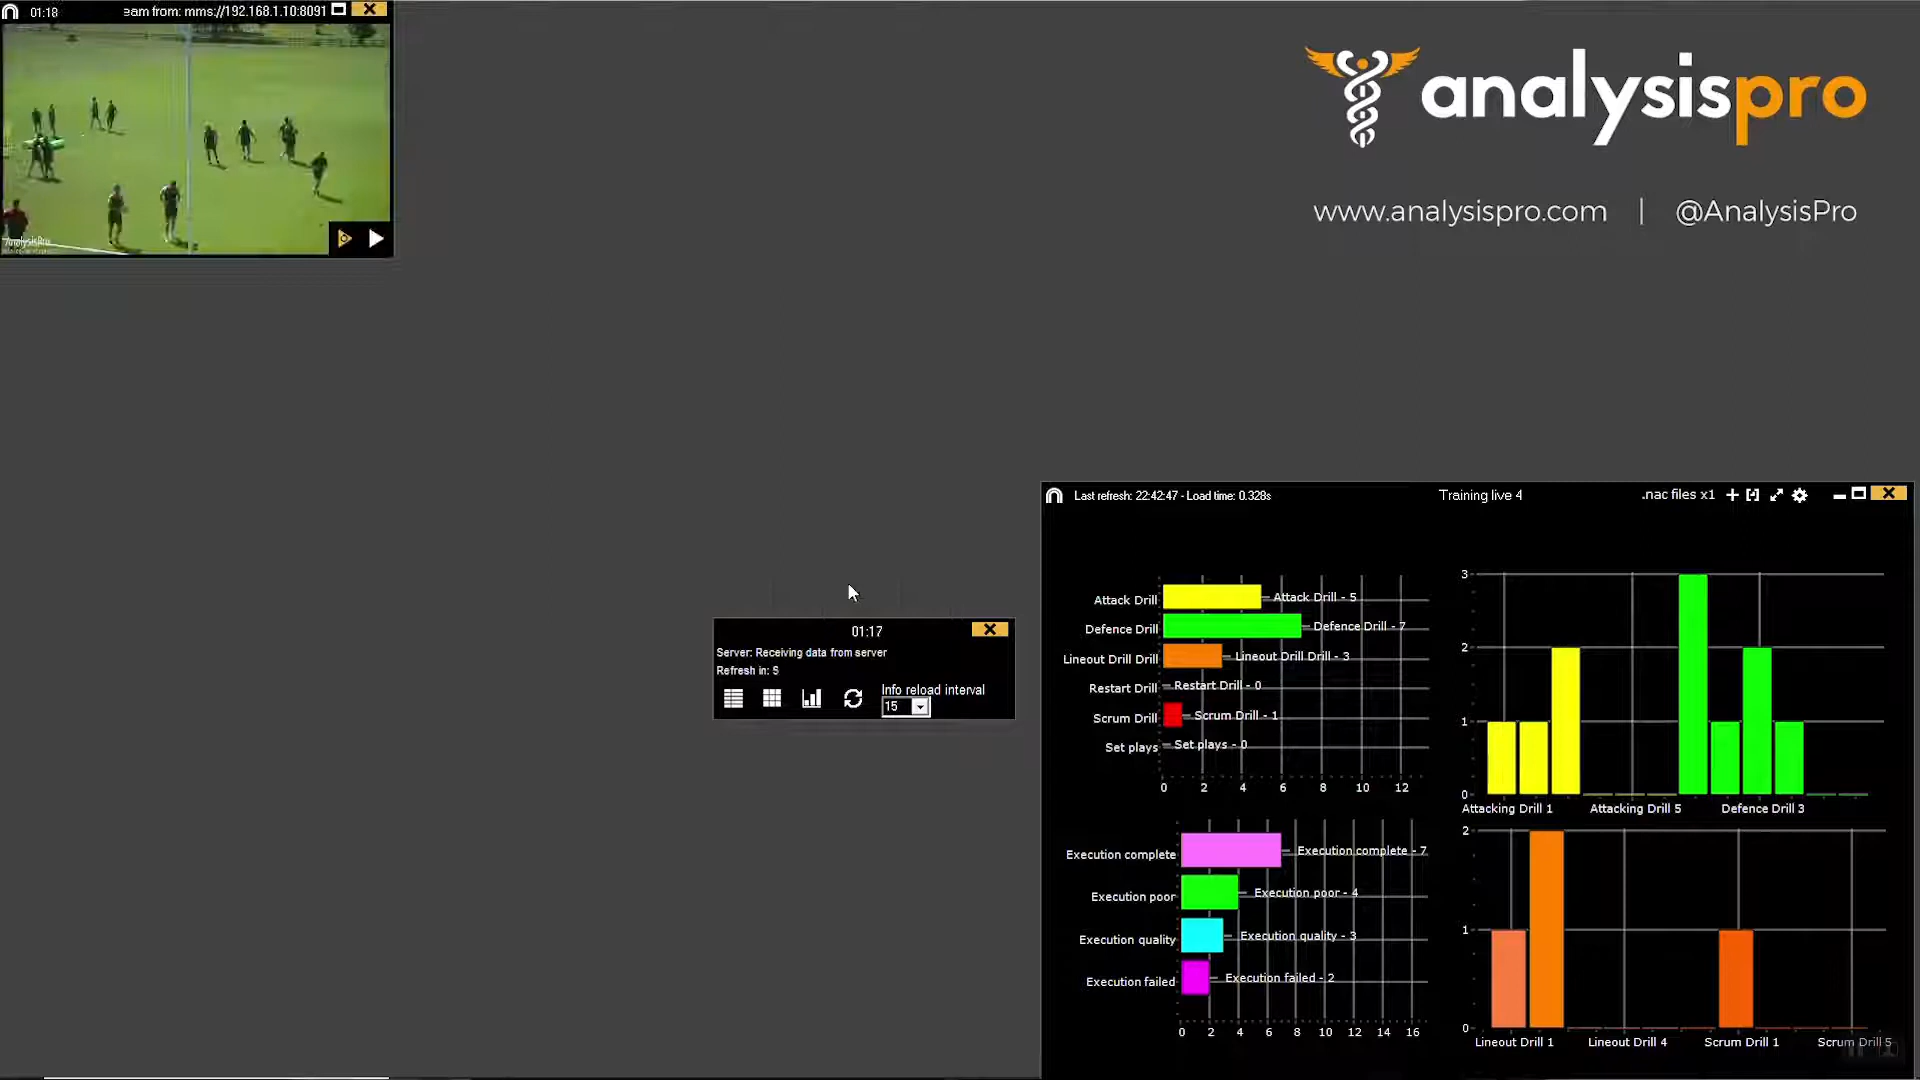 01:18 eam from: mms://192.168.1.10:8091
AnalysisPro
analysispro
www.analysispro.com | @AnalysisPro
01:17
Server: Receiving data from server
Refresh in: 5
Info reload interval
15
Last refresh: 22:42:47 - Load time: 0.328s
Training live 4
.nac files x1
Attack Drill
Attack Drill - 5
Defence Drill
Defence Drill - 7
Lineout Drill Drill
Lineout Drill Drill - 3
Restart Drill
Restart Drill - 0
Scrum Drill
Scrum Drill - 1
Set plays
Set plays - 0
0 2 4 6 8 10 12
3
2
1
0
Attacking Drill 1 Attacking Drill 5 Defence Drill 3
Execution complete
Execution complete - 7
Execution poor
Execution poor - 4
Execution quality
Execution quality - 3
Execution failed
Execution failed - 2
0 2 4 6 8 10 12 14 16
2
1
0
Lineout Drill 1 Lineout Drill 4 Scrum Drill 1 Scrum Drill 5